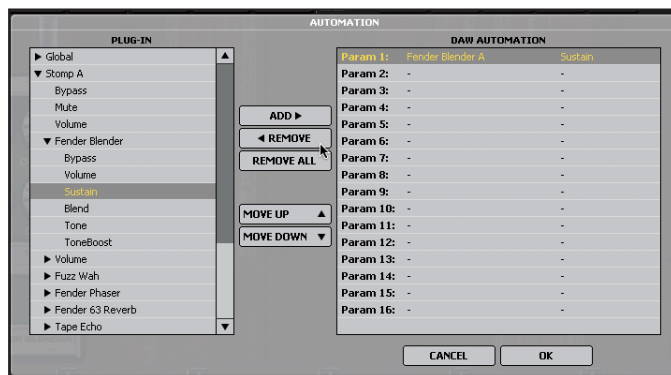 AUTOMATION
PLUG-IN
▶ Global
▼ Stomp A
Bypass
Mute
Volume
▼ Fender Blender
Bypass
Volume
Sustain
Blend
Tone
ToneBoost
▶ Volume
▶ Fuzz Wah
▶ Fender Phaser
▶ Fender 63 Reverb
▶ Tape Echo
ADD ▶
◀ REMOVE
REMOVE ALL
MOVE UP ▲
MOVE DOWN ▼
DAW AUTOMATION
Param 1: Fender Blender A Sustain
Param 2: - -
Param 3: - -
Param 4: - -
Param 5: - -
Param 6: - -
Param 7: - -
Param 8: - -
Param 9: - -
Param 10: - -
Param 11: - -
Param 12: - -
Param 13: - -
Param 14: - -
Param 15: - -
Param 16: - -
CANCEL
OK